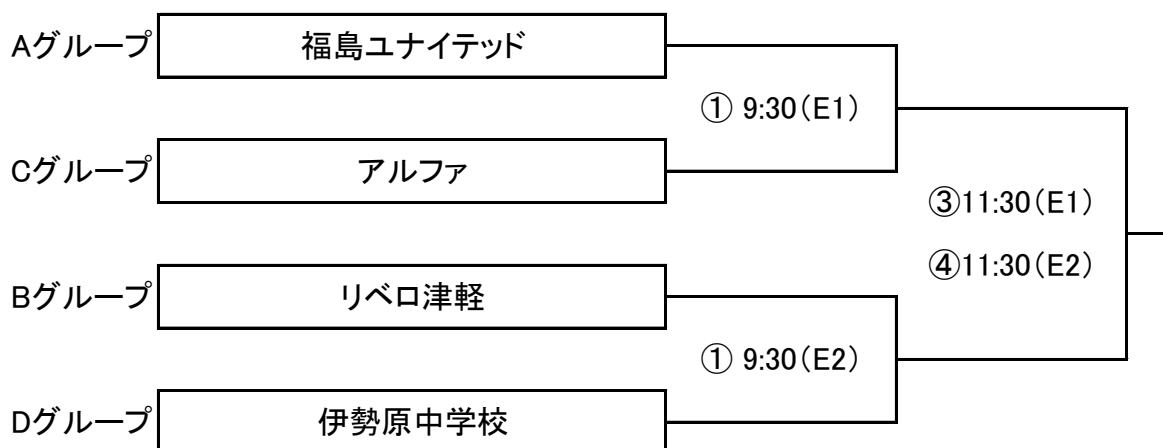 Aグループ 福島ユナイテッド
① 9:30(E1)
Cグループ アルファ
③11:30(E1)
④11:30(E2)
Bグループ リベロ津軽
① 9:30(E2)
Dグループ 伊勢原中学校